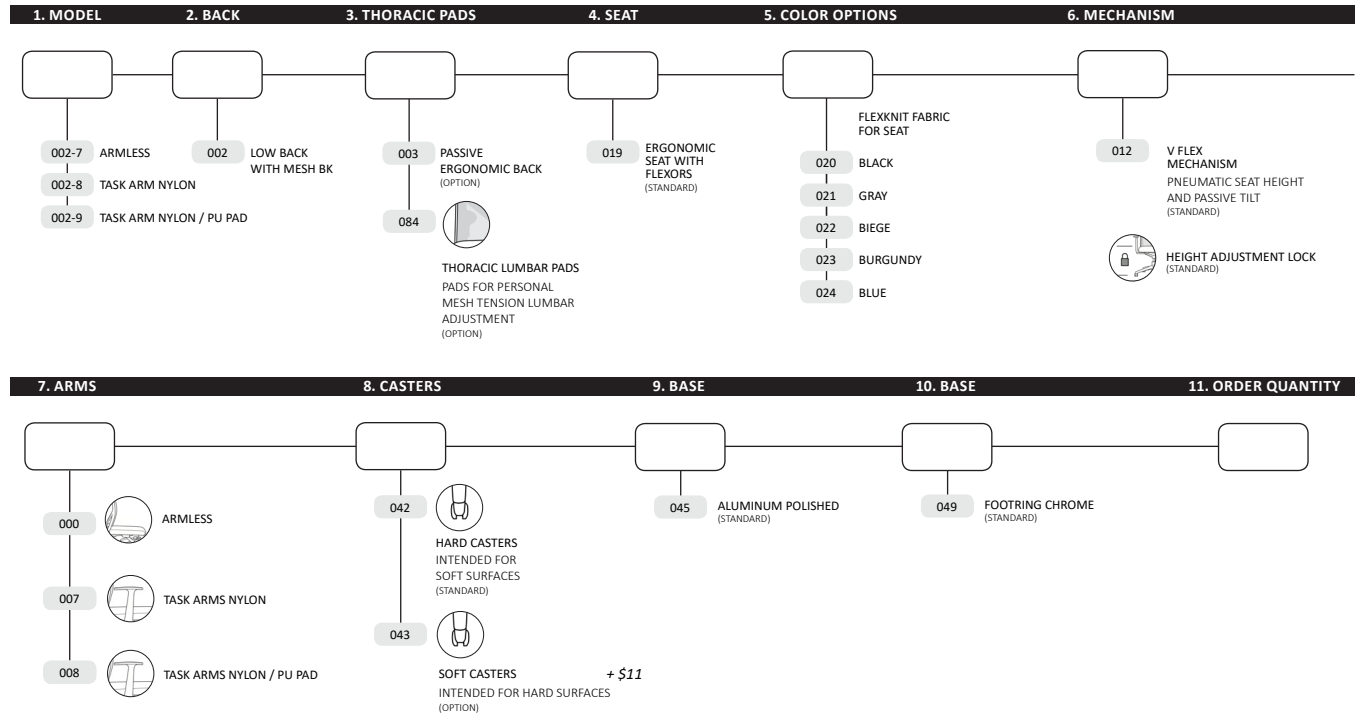 1. MODEL
2. BACK
3. THORACIC PADS
4. SEAT
5. COLOR OPTIONS
6. MECHANISM
002-7 ARMLESS
002-8 TASK ARM NYLON
002-9 TASK ARM NYLON / PU PAD
002 LOW BACK
WITH MESH BK
003 PASSIVE
ERGONOMIC BACK
(OPTION)
084
THORACIC LUMBAR PADS
PADS FOR PERSONAL
MESH TENSION LUMBAR
ADJUSTMENT
(OPTION)
019 ERGONOMIC
SEAT WITH
FLEXORS
(STANDARD)
FLEXKNIT FABRIC
FOR SEAT
020 BLACK
021 GRAY
022 BIEGE
023 BURGUNDY
024 BLUE
012 V FLEX
MECHANISM
PNEUMATIC SEAT HEIGHT
AND PASSIVE TILT
(STANDARD)
HEIGHT ADJUSTMENT LOCK
(STANDARD)
7. ARMS
8. CASTERS
9. BASE
10. BASE
11. ORDER QUANTITY
000 ARMLESS
007 TASK ARMS NYLON
008 TASK ARMS NYLON / PU PAD
042
HARD CASTERS
INTENDED FOR
SOFT SURFACES
(STANDARD)
043
SOFT CASTERS + $11
INTENDED FOR HARD SURFACES
(OPTION)
045 ALUMINUM POLISHED
(STANDARD)
049 FOOTRING CHROME
(STANDARD)